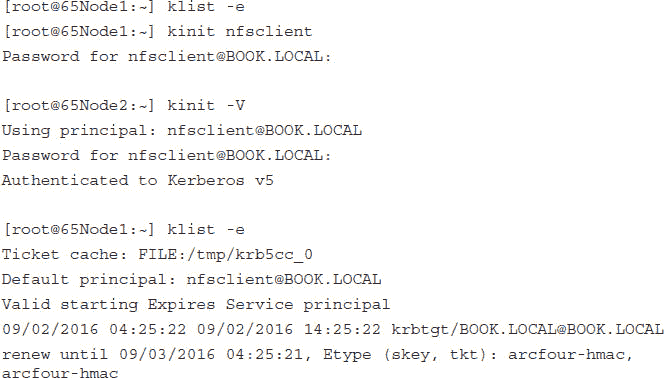 [root@65Node1:~] klist -e
[root@65Node1:~] kinit nfsclient
Password for nfsclient@BOOK.LOCAL:
[root@65Node2:~] kinit -V
Using principal: nfsclient@BOOK.LOCAL
Password for nfsclient@BOOK.LOCAL:
Authenticated to Kerberos v5
[root@65Node1:~] klist -e
Ticket cache: FILE:/tmp/krb5cc_0
Default principal: nfsclient@BOOK.LOCAL
Valid starting Expires Service principal
09/02/2016 04:25:22 09/02/2016 14:25:22 krbtgt/BOOK.LOCAL@BOOK.LOCAL
renew until 09/03/2016 04:25:21, Etype (skey, tkt): arcfour-hmac,
arcfour-hmac